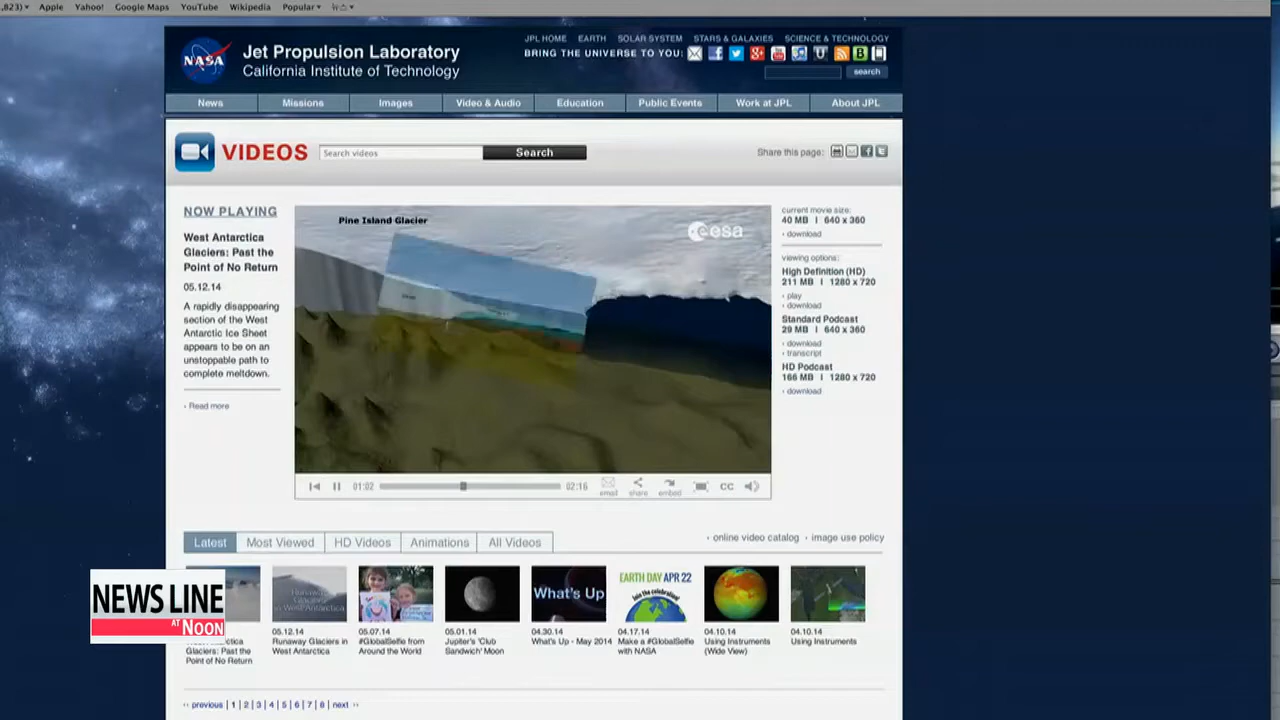 ,823) ▾ Apple Yahoo! Google Maps YouTube Wikipedia Popular ▾ 뉴스 ▾
NASA
Jet Propulsion Laboratory
California Institute of Technology
JPL HOME EARTH SOLAR SYSTEM STARS & GALAXIES SCIENCE & TECHNOLOGY
BRING THE UNIVERSE TO YOU:
search
News Missions Images Video & Audio Education Public Events Work at JPL About JPL
VIDEOS
Search videos
Search
Share this page:
NOW PLAYING
West Antarctica
Glaciers: Past the
Point of No Return
05.12.14
A rapidly disappearing
section of the West
Antarctic Ice Sheet
appears to be on an
unstoppable path to
complete meltdown.
› Read more
Pine Island Glacier
esa
01:02 02:16 email share embed CC
current movie size:
40 MB | 640 x 360
› download
viewing options:
High Definition (HD)
211 MB | 1280 x 720
› play
› download
Standard Podcast
29 MB | 640 x 360
› download
› transcript
HD Podcast
166 MB | 1280 x 720
› download
Latest Most Viewed HD Videos Animations All Videos
› online video catalog › image use policy
Glaciers: Past the
Point of No Return
Runaway
Glaciers
in West Antarctica
05.12.14
Runaway Glaciers in
West Antarctica
05.07.14
#GlobalSelfie from
Around the World
05.01.14
Jupiter's 'Club
Sandwich' Moon
What's Up
04.30.14
What's Up - May 2014
EARTH DAY APR 22
Join the celebration!
04.17.14
Make a #GlobalSelfie
with NASA
04.10.14
Using Instruments
(Wide View)
04.10.14
Using Instruments
NEWS LINE
AT NOON
‹‹ previous | 1 | 2 | 3 | 4 | 5 | 6 | 7 | 8 | next ››